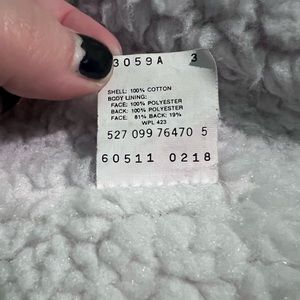 3059A 3
SHELL: 100% COTTON
BODY LINING:
FACE: 100% POLYESTER
BACK: 100% POLYESTER
FACE: 81% BACK: 19%
WPL 423
527 099 76470 5
60511 0218